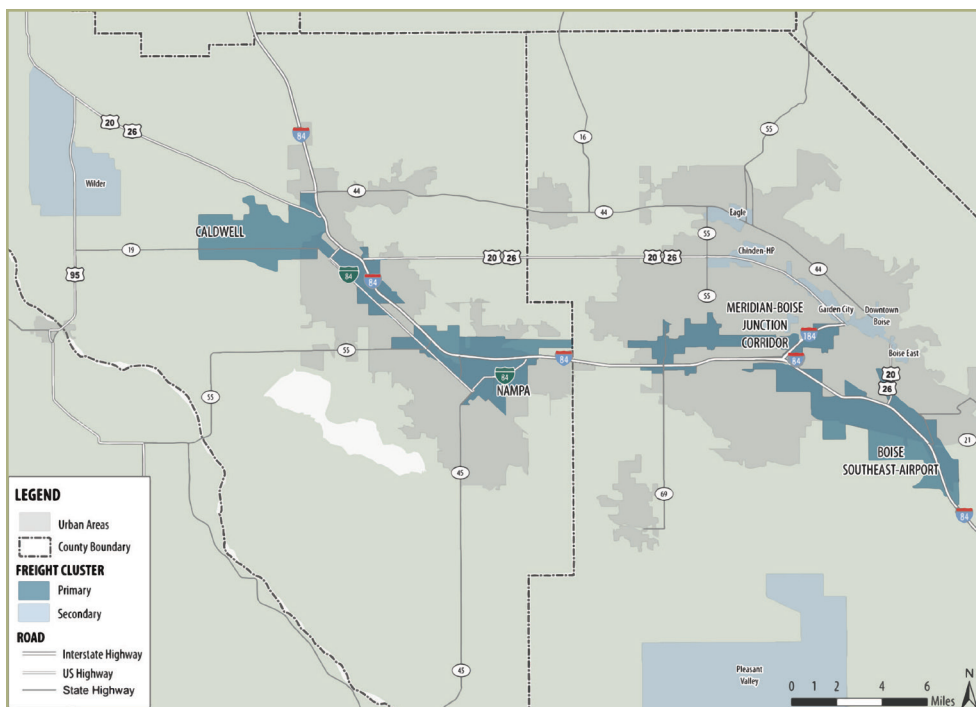 84
20
26
Wilder
95
19
CALDWELL
44
84
84
55
55
20 26
16
44
55
Eagle
55
Chinden-HP
20 26
55
44
Garden City
Downtown
Boise
MERIDIAN-BOISE
JUNCTION
CORRIDOR
184
84
Boise East
20
26
84
84
NAMPA
45
69
BOISE
SOUTHEAST-AIRPORT
21
84
45
Pleasant
Valley
LEGEND
Urban Areas
County Boundary
FREIGHT CLUSTER
Primary
Secondary
ROAD
Interstate Highway
US Highway
State Highway
N
0 1 2 4 6
Miles